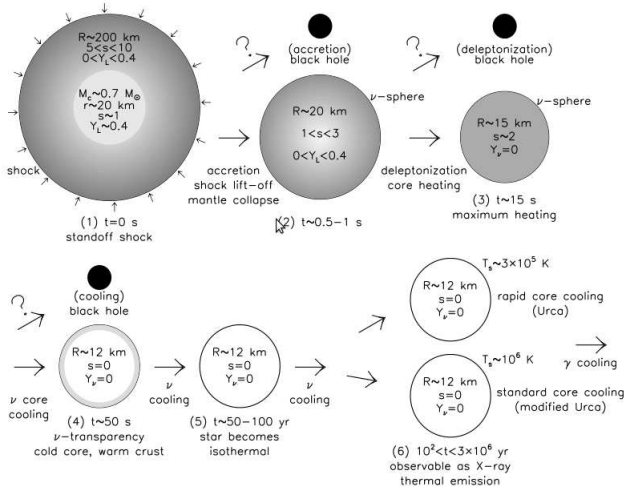 R~200 km
5<s<10
0<Y_L<0.4
M_c~0.7 M_⊙
r~20 km
s~1
Y_L~0.4
shock
(1) t=0 s
standoff shock
?
(accretion)
black hole
ν-sphere
R~20 km
1<s<3
0<Y_L<0.4
accretion
shock lift-off
mantle collapse
(2) t~0.5-1 s
?
(deleptonization)
black hole
ν-sphere
R~15 km
s~2
Y_ν=0
deleptonization
core heating
(3) t~15 s
maximum heating
?
(cooling)
black hole
R~12 km
s=0
Y_ν=0
ν core
cooling
(4) t~50 s
ν-transparency
cold core, warm crust
ν
cooling
R~12 km
s=0
Y_ν=0
(5) t~50-100 yr
star becomes
isothermal
ν
cooling
T_s~3×10^5 K
R~12 km
s=0
Y_ν=0
rapid core cooling
(Urca)
T_s~10^6 K
R~12 km
s=0
Y_ν=0
standard core cooling
(modified Urca)
γ cooling
(6) 10^2<t<3×10^6 yr
observable as X-ray
thermal emission